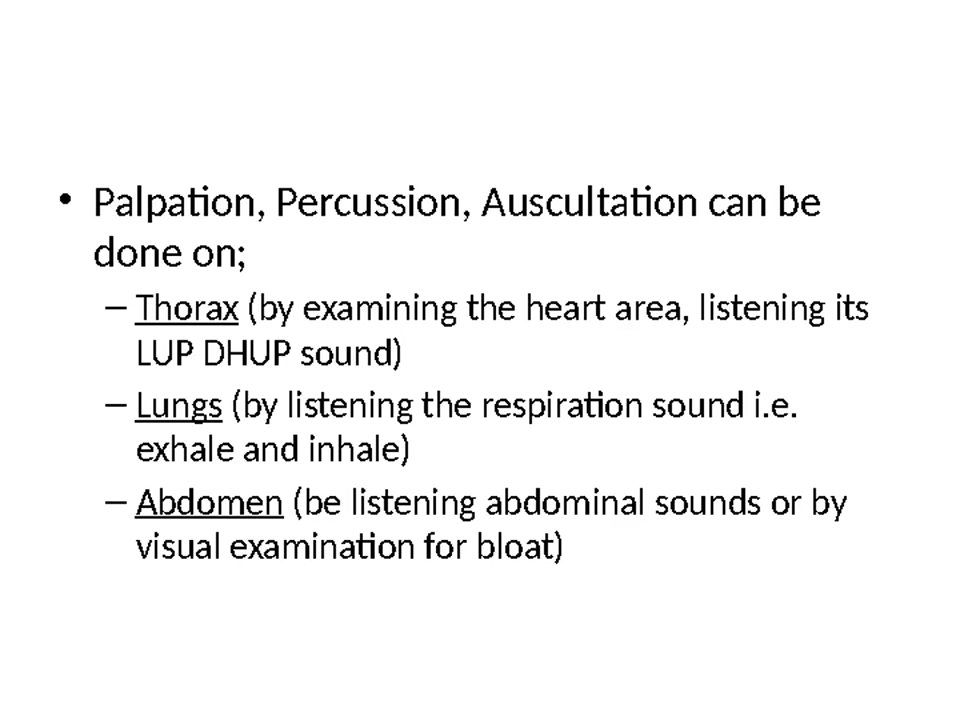 • Palpation, Percussion, Auscultation can be
done on;
– Thorax (by examining the heart area, listening its
LUP DHUP sound)
– Lungs (by listening the respiration sound i.e.
exhale and inhale)
– Abdomen (be listening abdominal sounds or by
visual examination for bloat)